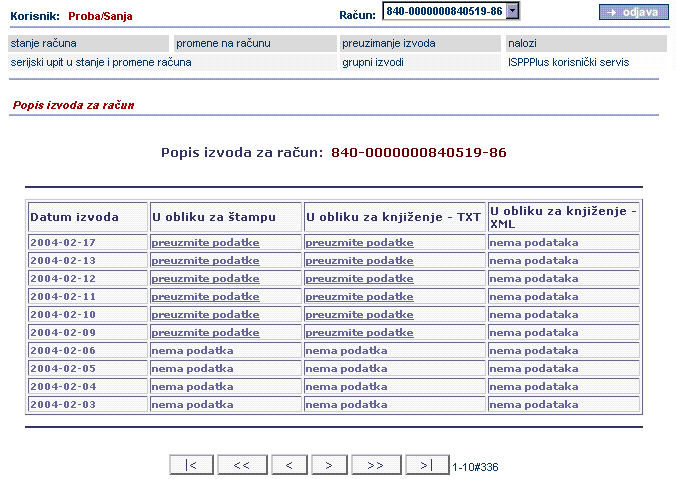 Korisnik: Proba/Sanja Račun: 840-0000000840519-86 odjava
stanje računa promene na računu preuzimanje izvoda nalozi
serijski upit u stanje i promene računa grupni izvodi ISPPPlus korisnički servis
Popis izvoda za račun
Popis izvoda za račun: 840-0000000840519-86
Datum izvoda U obliku za štampu U obliku za knjiženje - TXT U obliku za knjiženje - XML
2004-02-17 preuzmite podatke preuzmite podatke nema podataka
2004-02-13 preuzmite podatke preuzmite podatke nema podataka
2004-02-12 preuzmite podatke preuzmite podatke nema podataka
2004-02-11 preuzmite podatke preuzmite podatke nema podataka
2004-02-10 preuzmite podatke preuzmite podatke nema podataka
2004-02-09 preuzmite podatke preuzmite podatke nema podataka
2004-02-06 nema podatka nema podatka nema podataka
2004-02-05 nema podatka nema podatka nema podataka
2004-02-04 nema podatka nema podatka nema podataka
2004-02-03 nema podatka nema podatka nema podataka
|< << < > >> >| 1-10#336